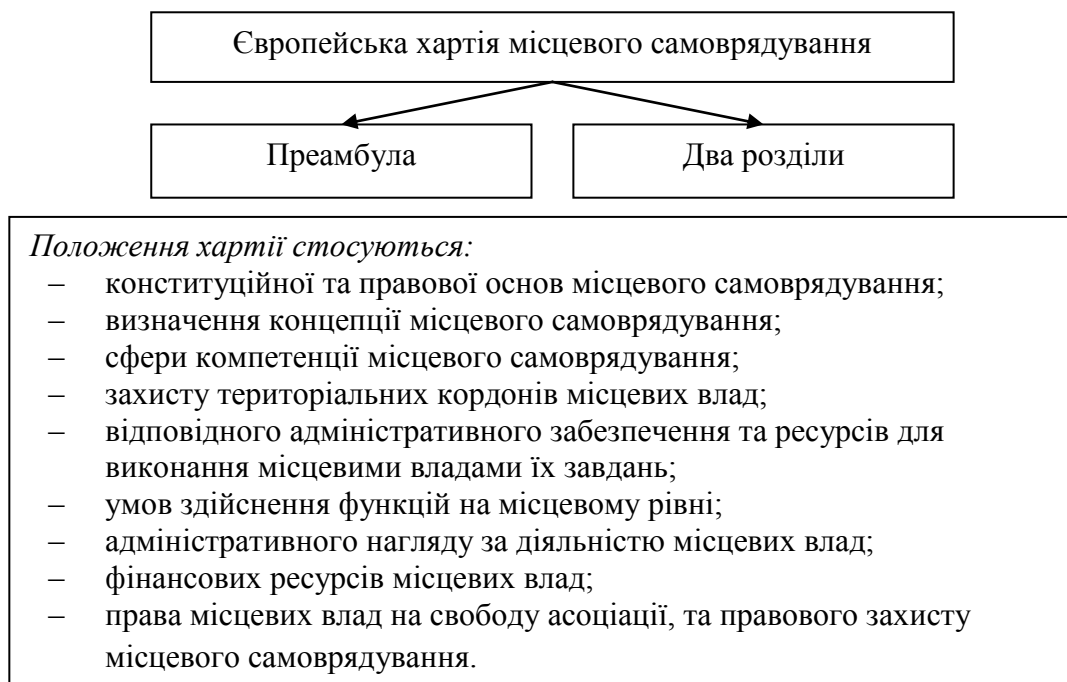 Європейська хартія місцевого самоврядування
Преамбула
Два розділи
Положення хартії стосуються:
– конституційної та правової основ місцевого самоврядування;
– визначення концепції місцевого самоврядування;
– сфери компетенції місцевого самоврядування;
– захисту територіальних кордонів місцевих влад;
– відповідного адміністративного забезпечення та ресурсів для
виконання місцевими владами їх завдань;
– умов здійснення функцій на місцевому рівні;
– адміністративного нагляду за діяльністю місцевих влад;
– фінансових ресурсів місцевих влад;
– права місцевих влад на свободу асоціації, та правового захисту
місцевого самоврядування.